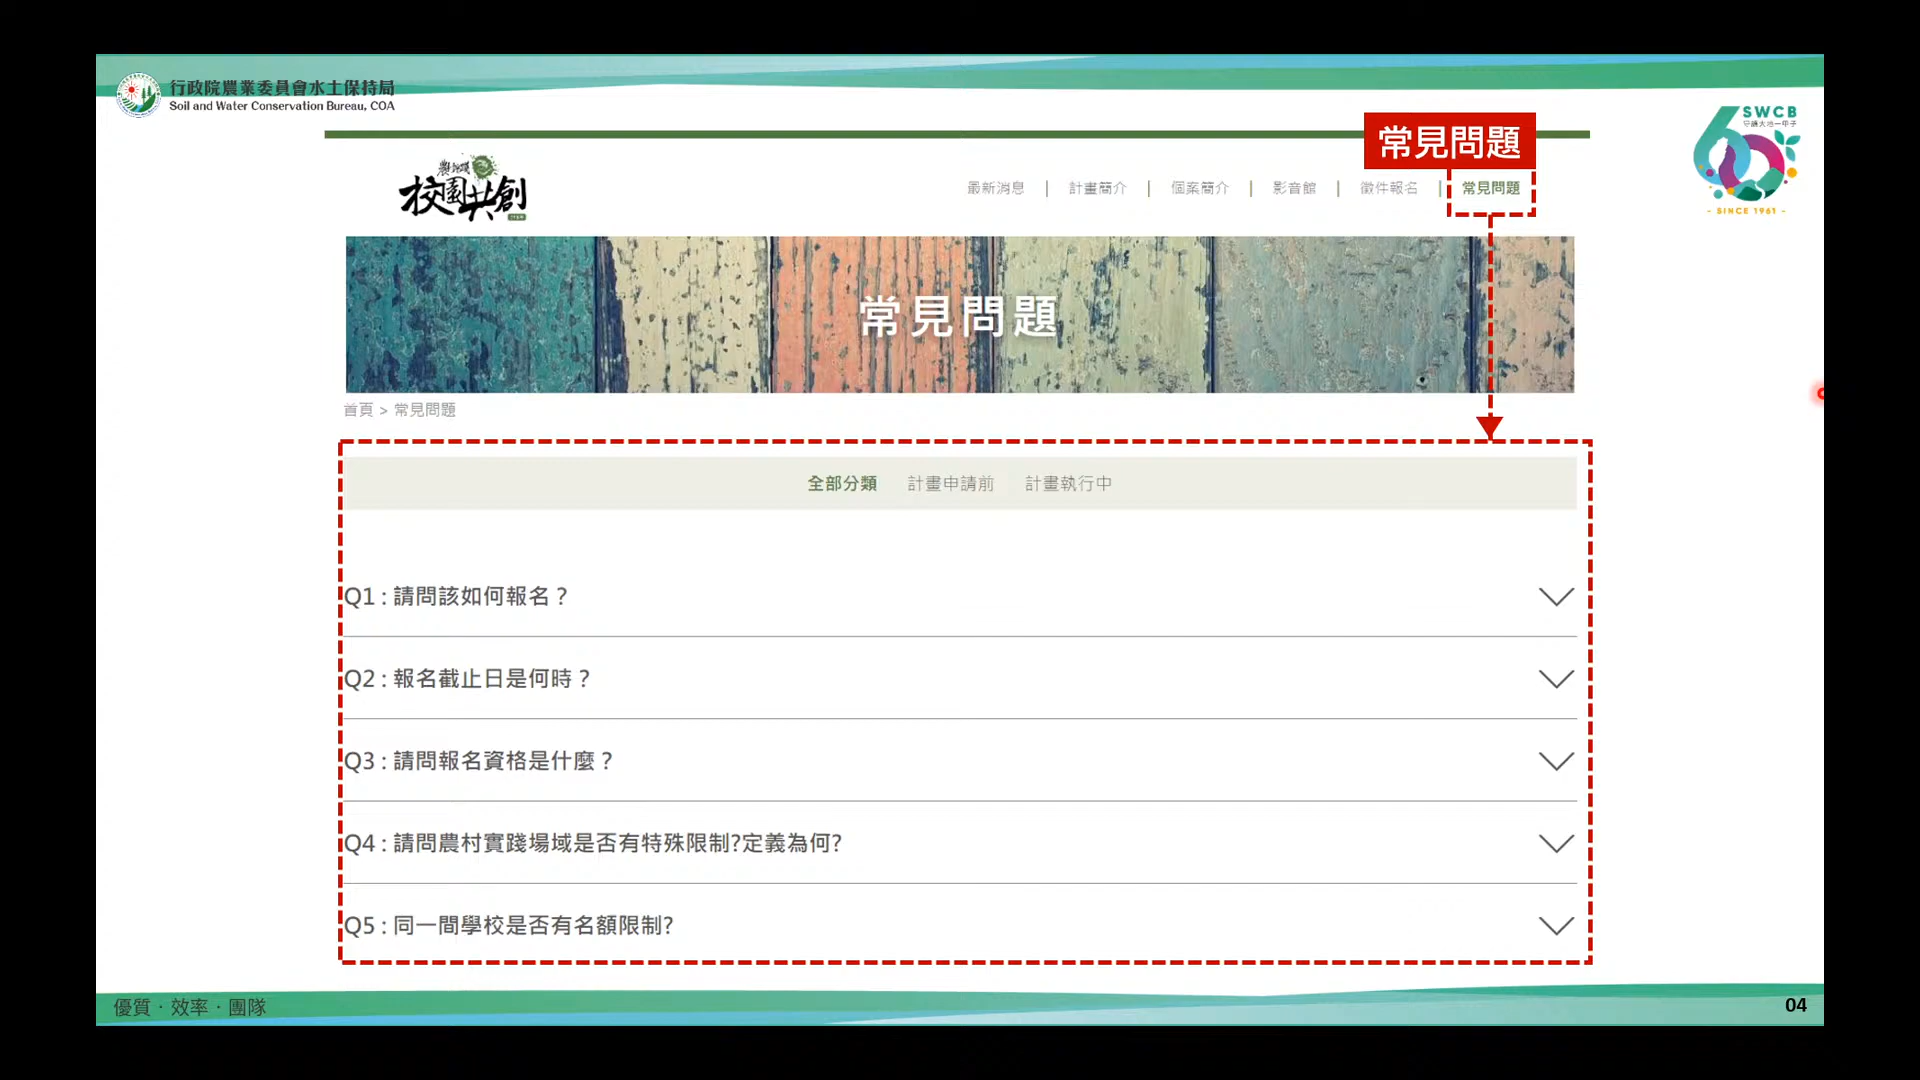 行政院農業委員會水土保持局
Soil and Water Conservation Bureau, COA
SWCB
守護大地一甲子
- SINCE 1961 -
常見問題
校園共創
最新消息 | 計畫簡介 | 個案簡介 | 影音館 | 徵件報名 | 常見問題
常見問題
首頁 > 常見問題
全部分類 計畫申請前 計畫執行中
Q1 : 請問該如何報名？
Q2 : 報名截止日是何時？
Q3 : 請問報名資格是什麼？
Q4 : 請問農村實踐場域是否有特殊限制?定義為何?
Q5 : 同一間學校是否有名額限制?
優質 · 效率 · 團隊
04